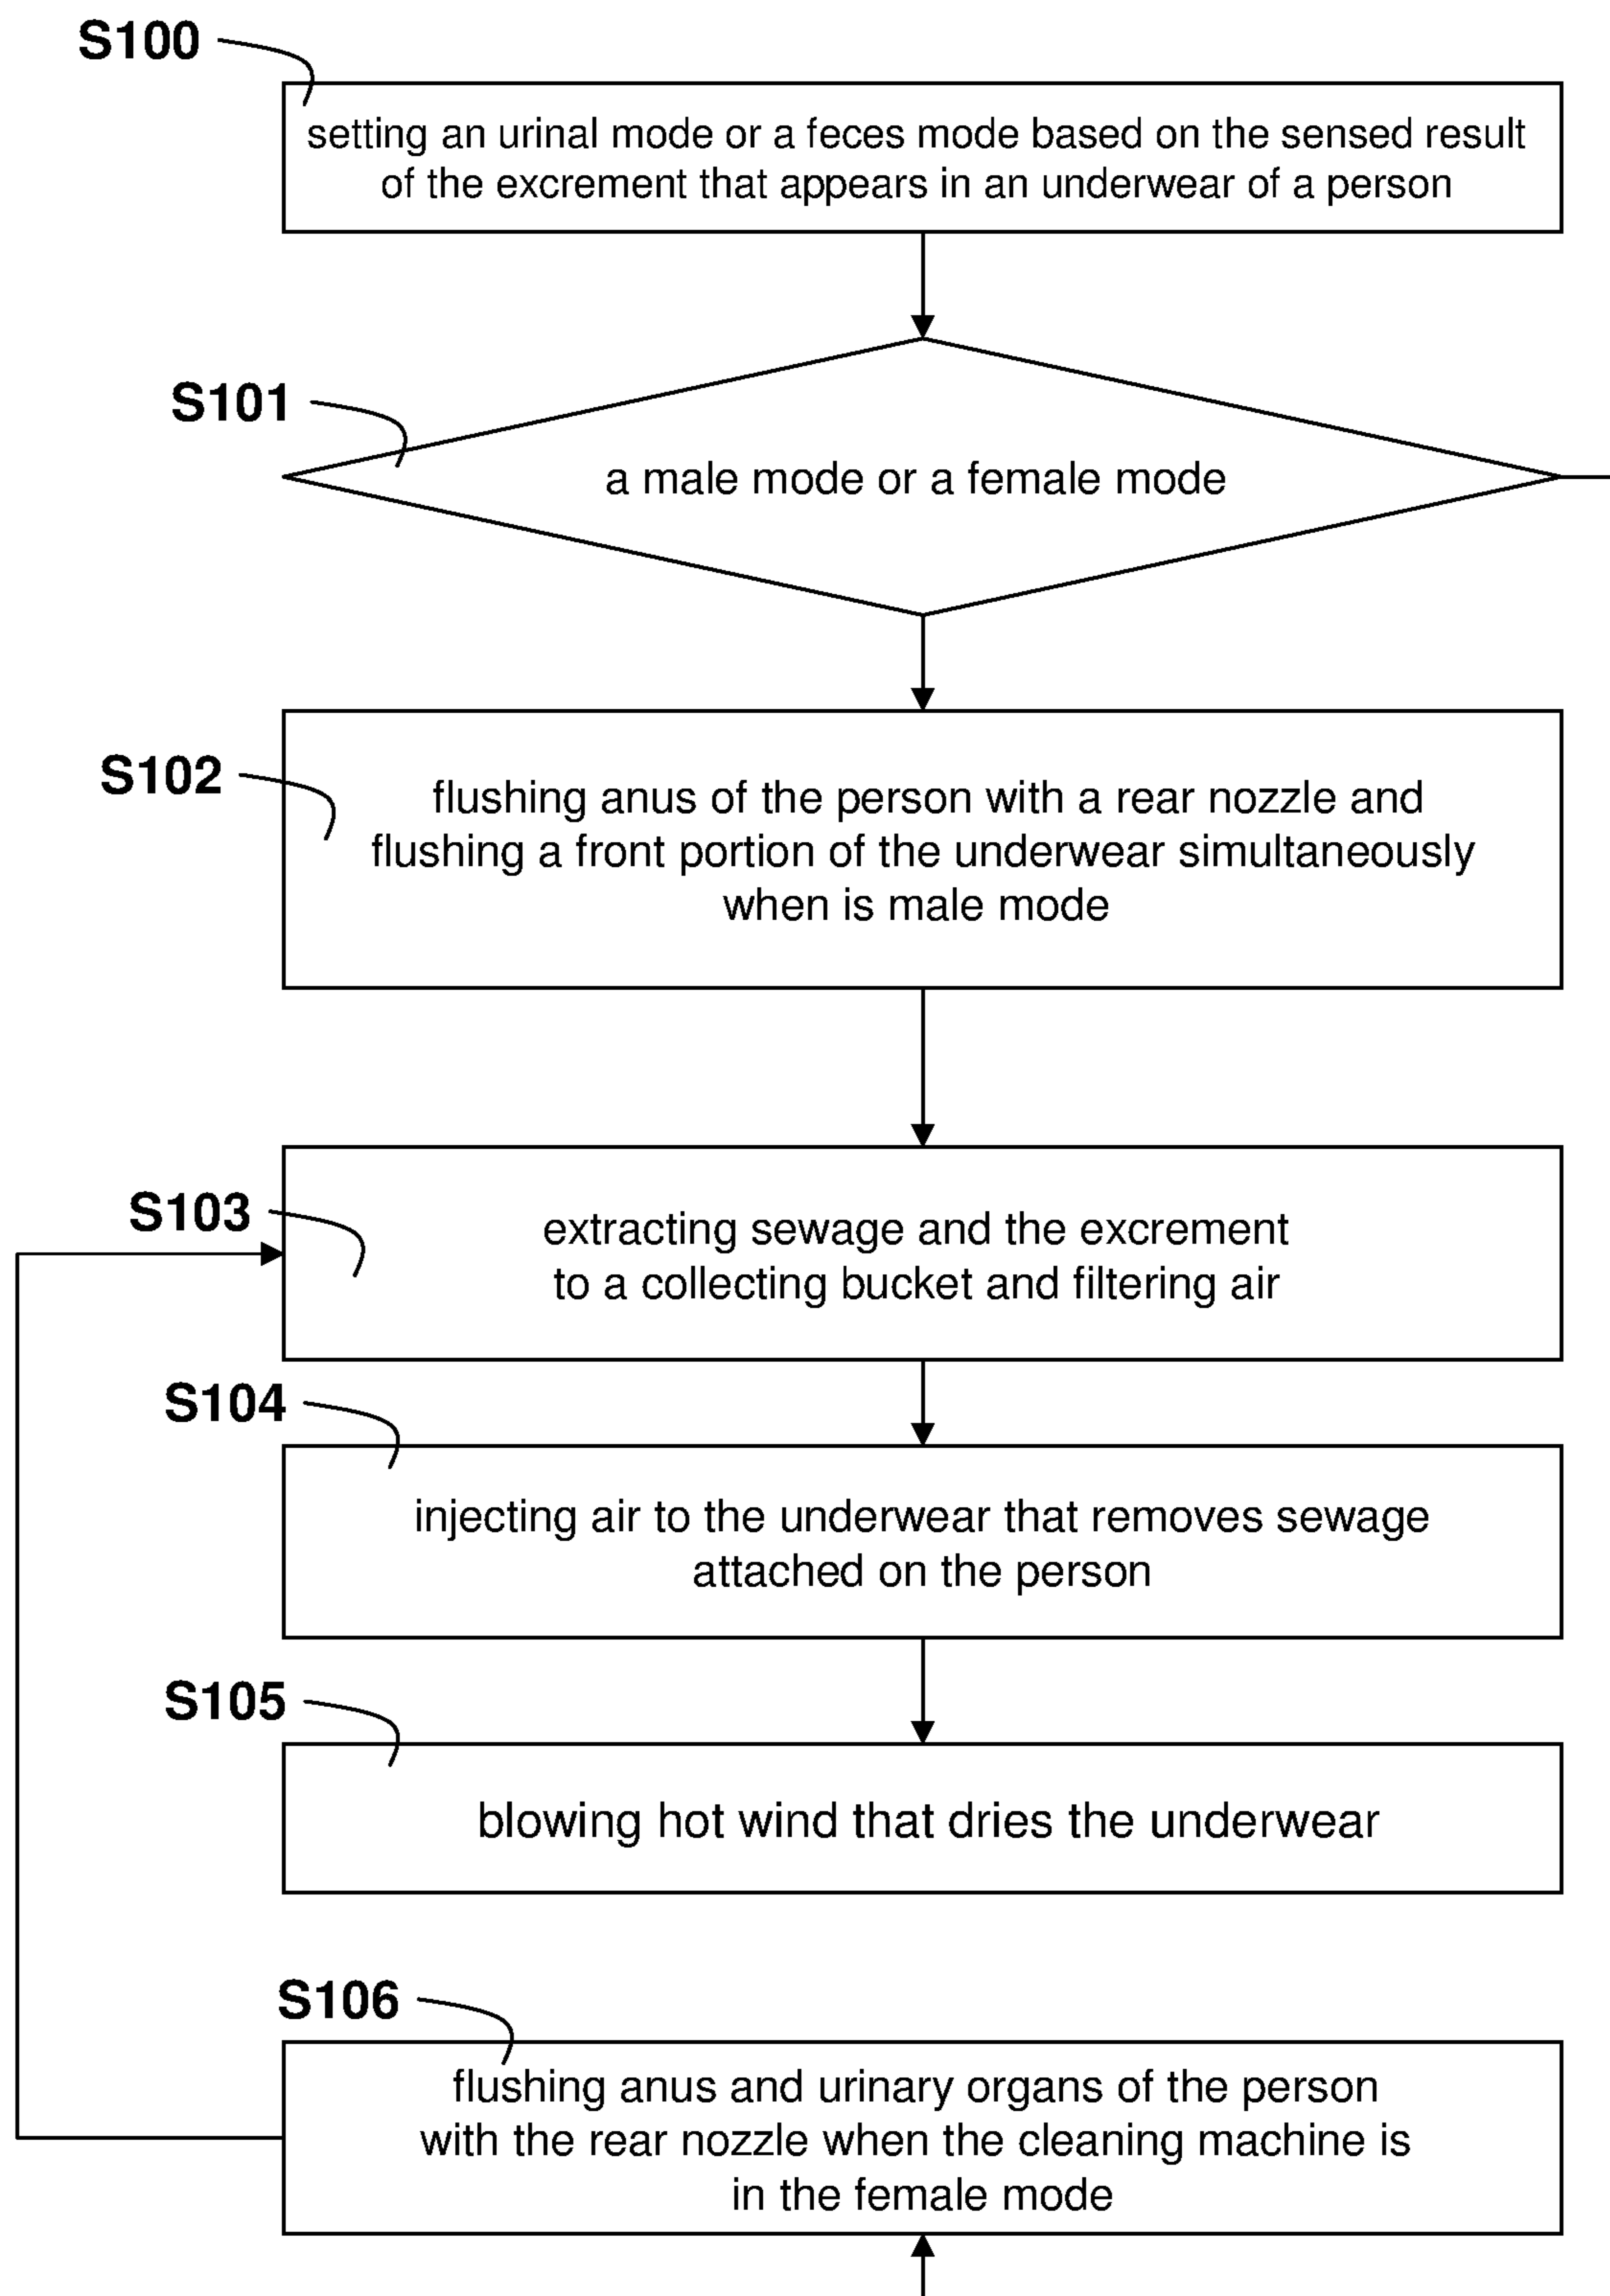 S100
setting an urinal mode or a feces mode based on the sensed result
of the excrement that appears in an underwear of a person
S101
a male mode or a female mode
S102
flushing anus of the person with a rear nozzle and
flushing a front portion of the underwear simultaneously
when is male mode
S103
extracting sewage and the excrement
to a collecting bucket and filtering air
S104
injecting air to the underwear that removes sewage
attached on the person
S105
blowing hot wind that dries the underwear
S106
flushing anus and urinary organs of the person
with the rear nozzle when the cleaning machine is
in the female mode